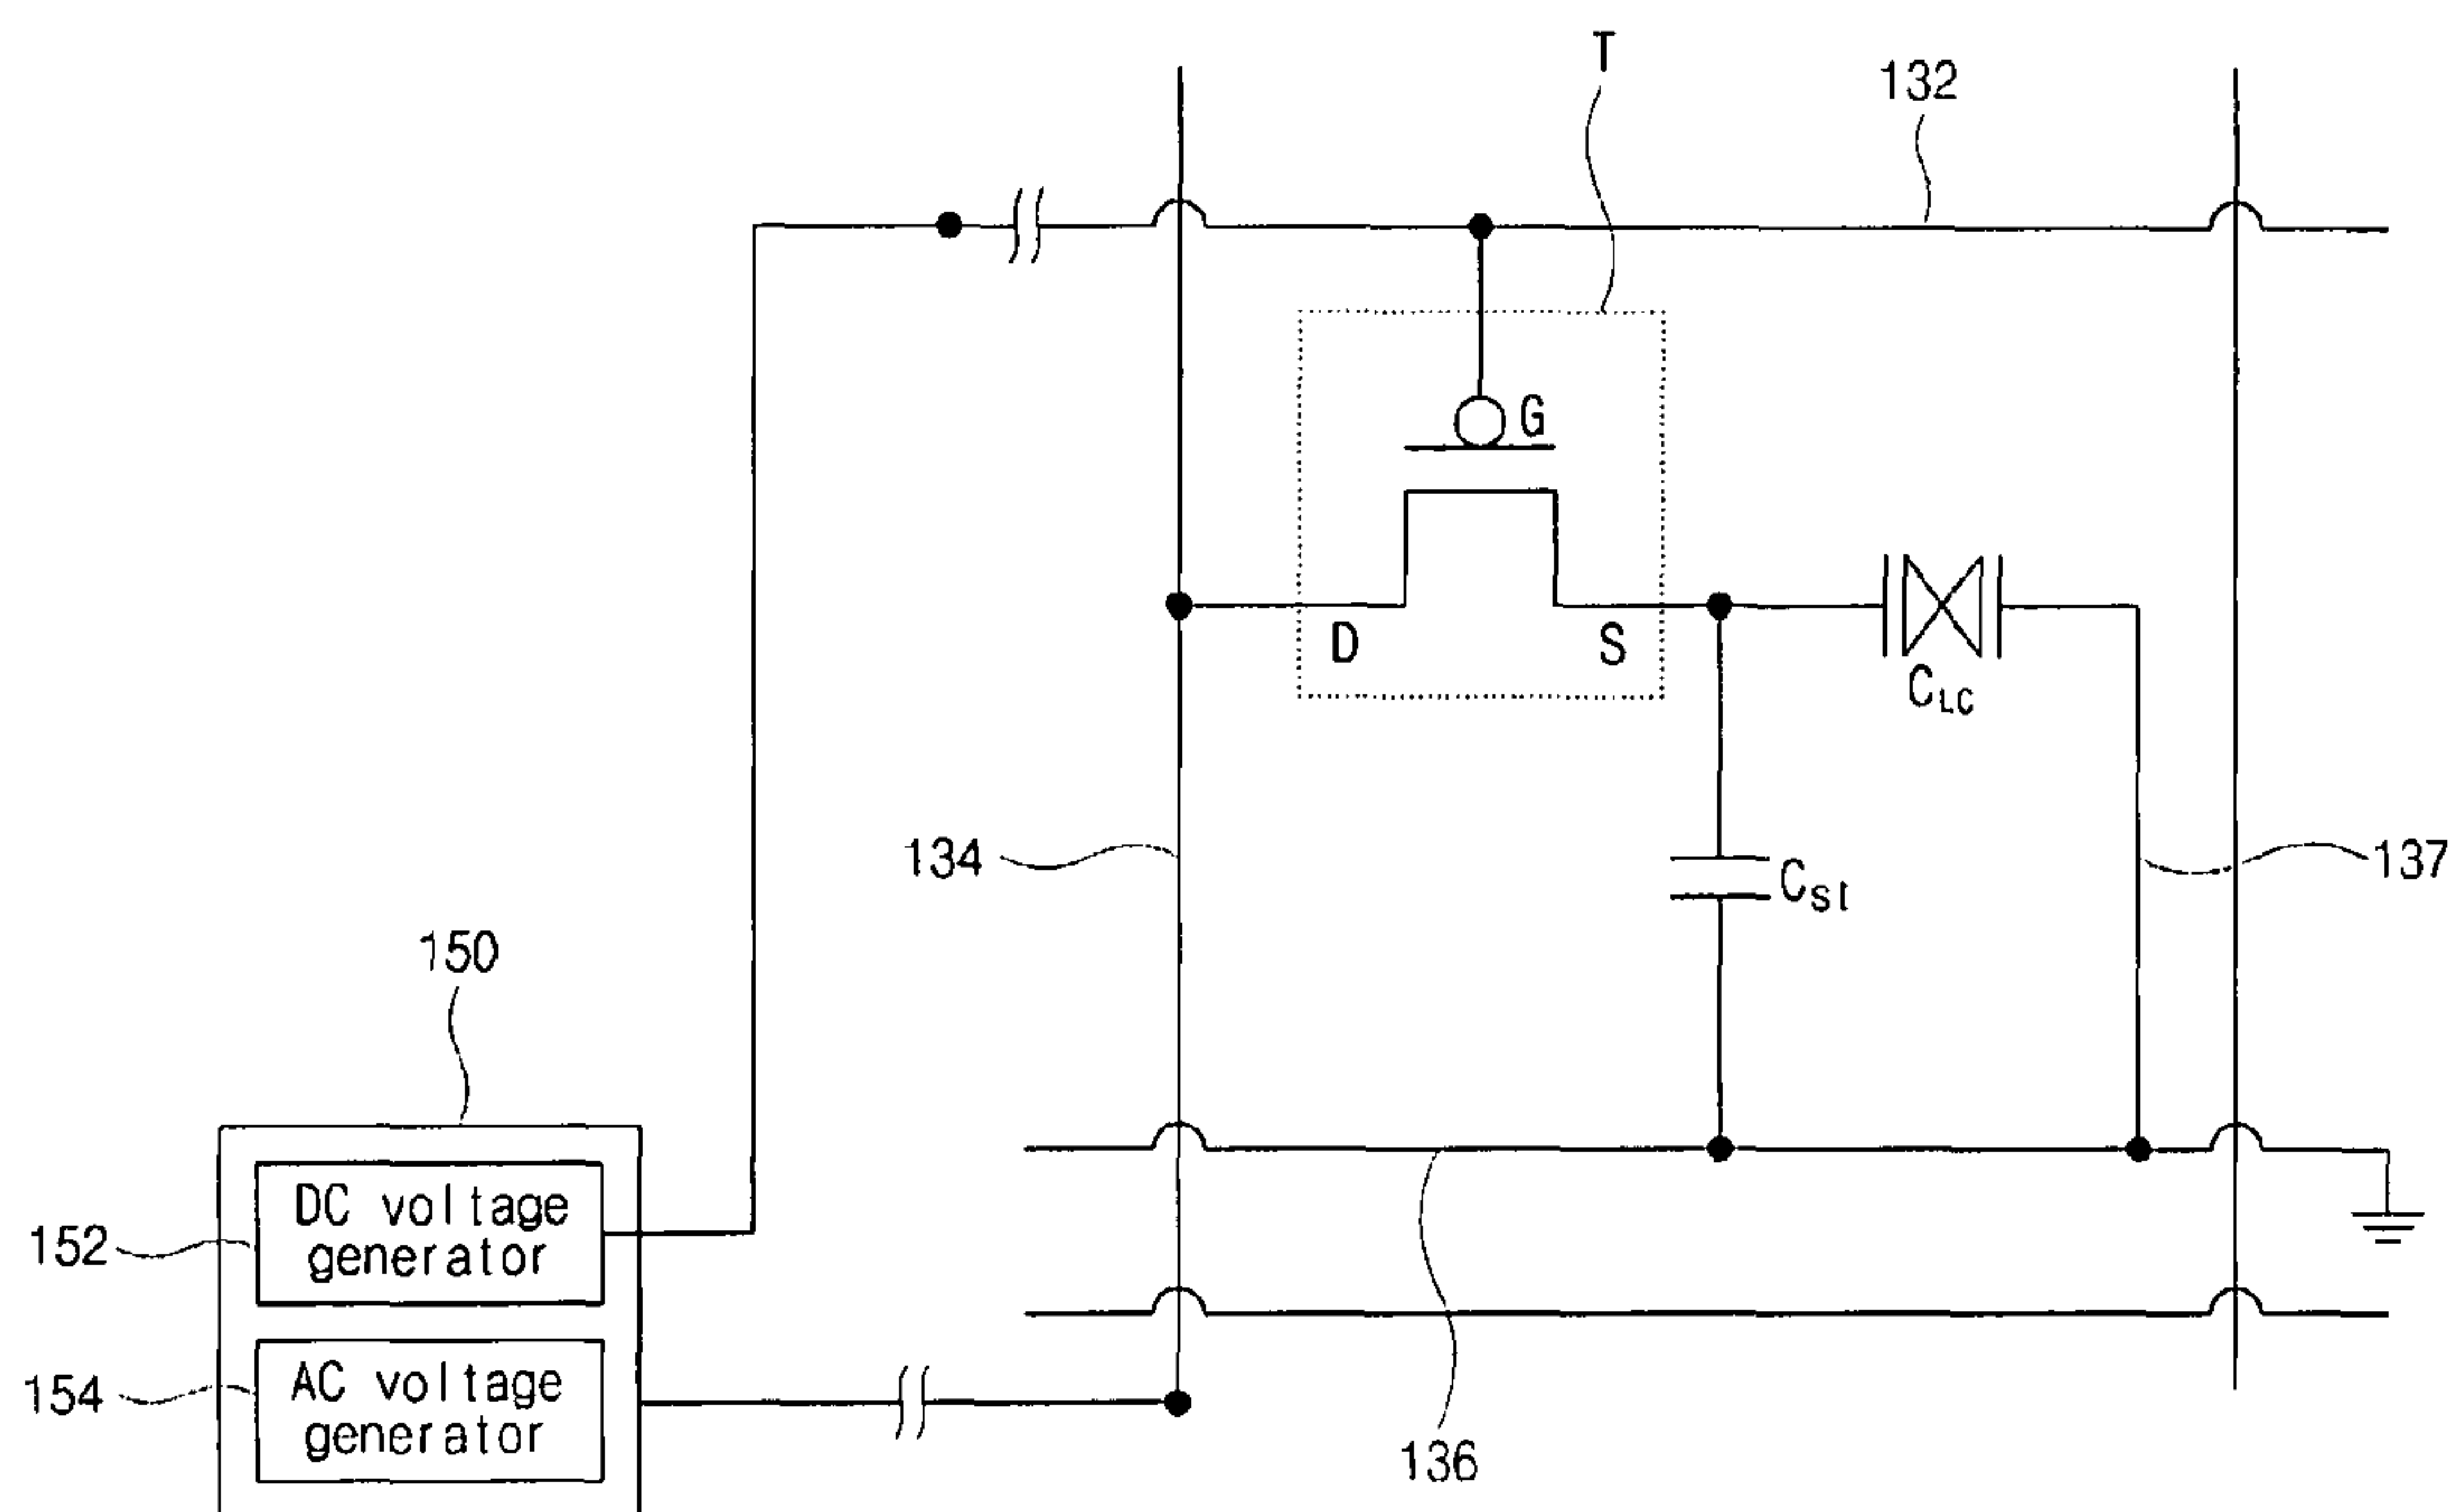 T
132
G
D
S
C_LC
134
C_st
137
150
DC voltage
generator
152
AC voltage
generator
154
136